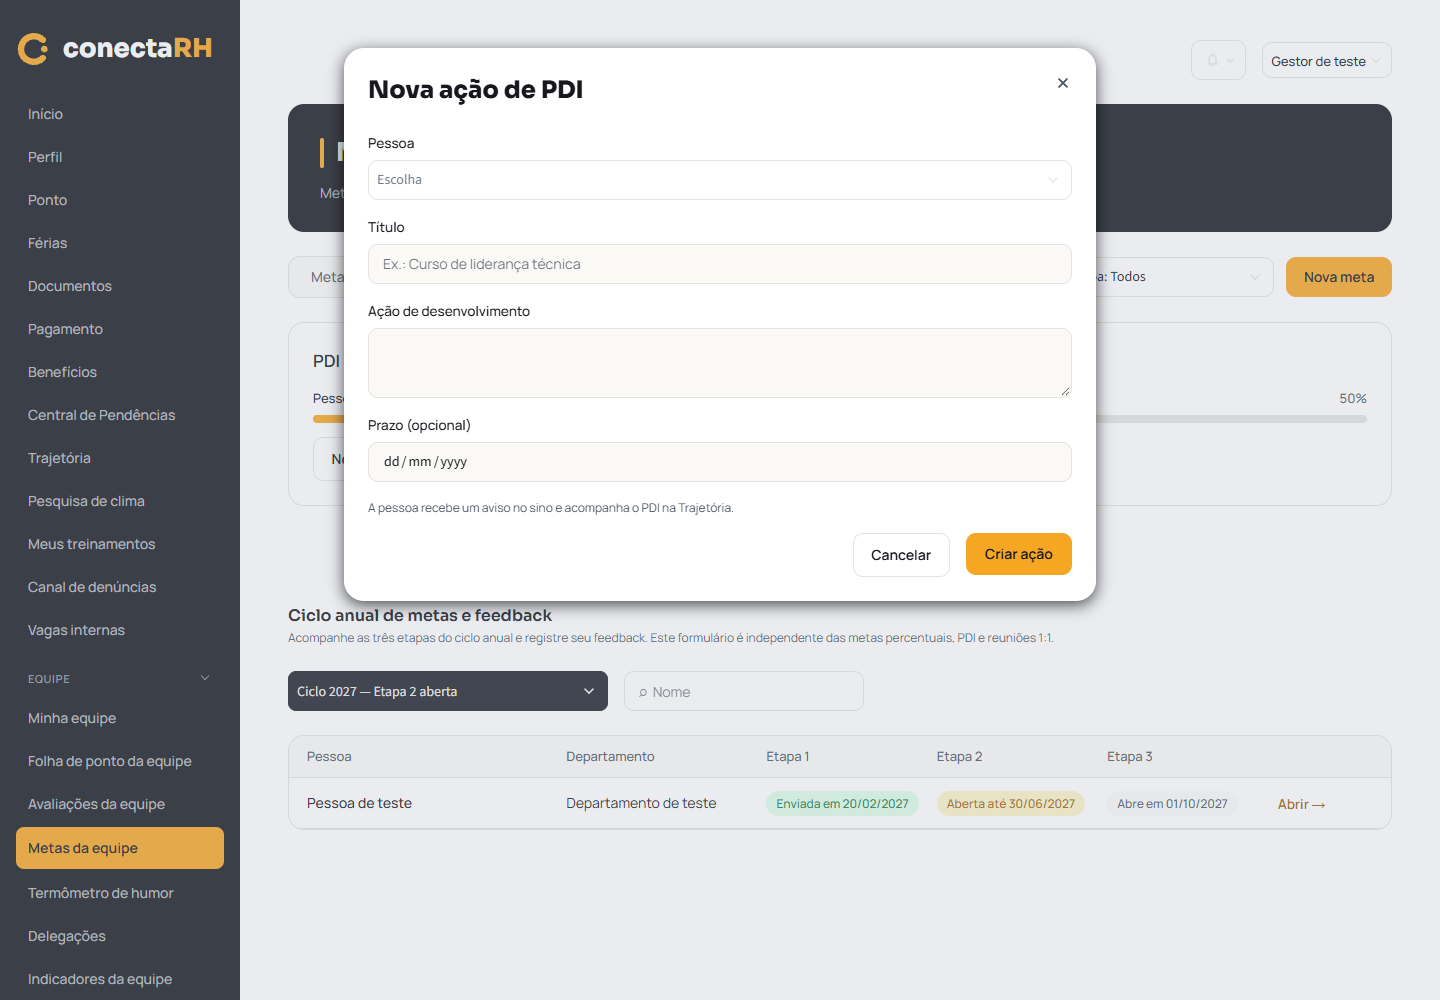 conectaRH
Início
Perfil
Ponto
Férias
Documentos
Pagamento
Benefícios
Central de Pendências
Trajetória
Pesquisa de clima
Meus treinamentos
Canal de denúncias
Vagas internas
EQUIPE
Minha equipe
Folha de ponto da equipe
Avaliações da equipe
Metas da equipe
Termômetro de humor
Delegações
Indicadores da equipe
Gestor de teste
Nova ação de PDI
Pessoa
Escolha
Título
Ex.: Curso de liderança técnica
Ação de desenvolvimento
Prazo (opcional)
dd/mm/yyyy
A pessoa recebe um aviso no sino e acompanha o PDI na Trajetória.
Cancelar
Criar ação
Todos
Nova meta
PDI
50%
Ciclo anual de metas e feedback
Acompanhe as três etapas do ciclo anual e registre seu feedback. Este formulário é independente das metas percentuais, PDI e reuniões 1:1.
Ciclo 2027 — Etapa 2 aberta
Nome
Pessoa Departamento Etapa 1 Etapa 2 Etapa 3
Pessoa de teste Departamento de teste Enviada em 20/02/2027 Aberta até 30/06/2027 Abre em 01/10/2027 Abrir →